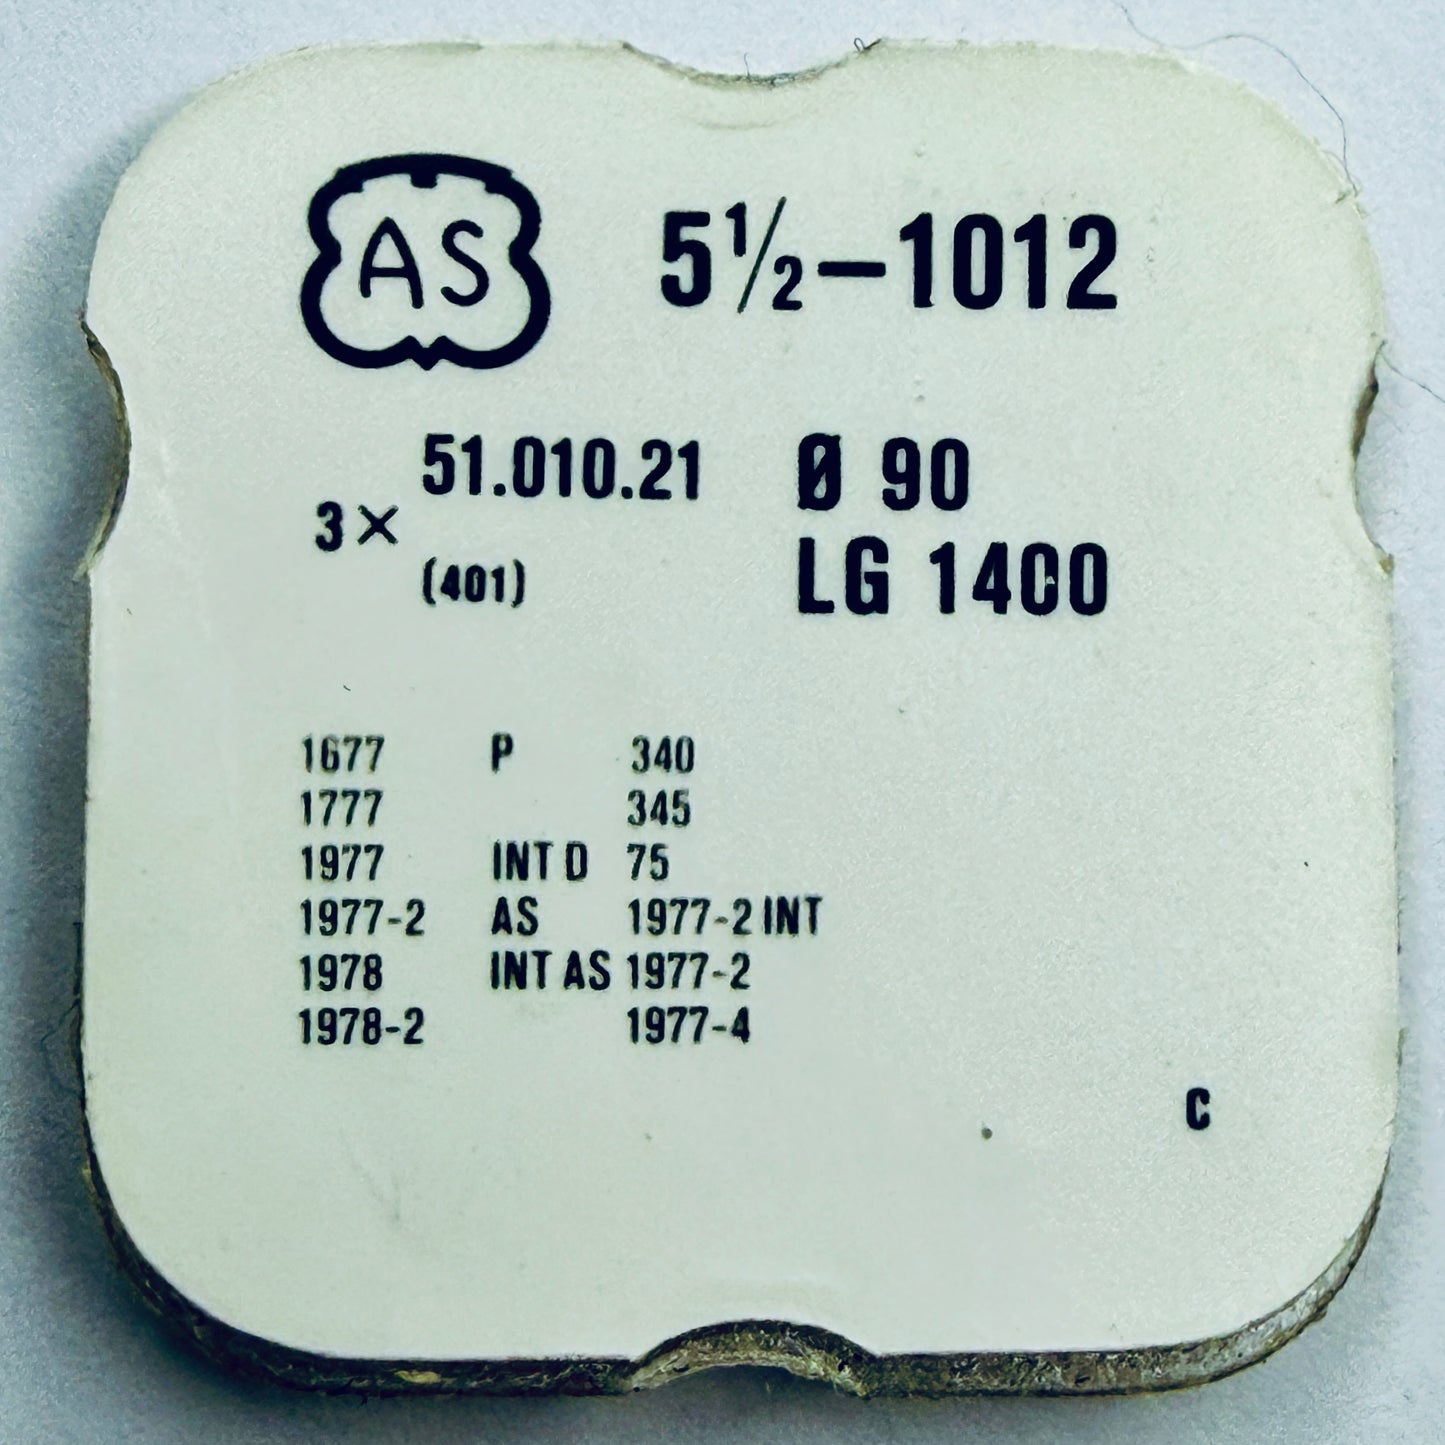 AS 5½–1012
51.010.21 Ø 90
3 × (401) LG 1400
1677 P 340
1777 345
1977 INT D 75
1977-2 AS 1977-2 INT
1978 INT AS 1977-2
1978-2 1977-4
C